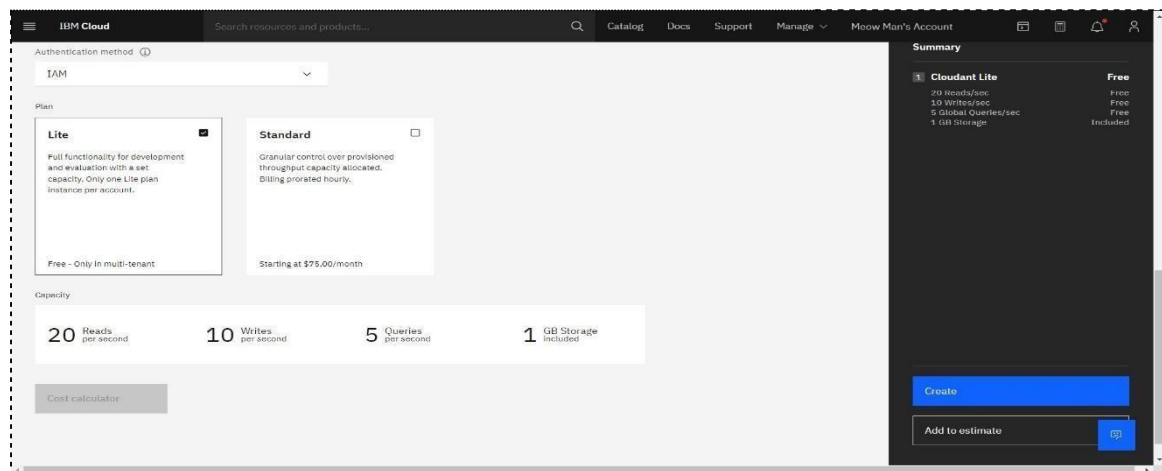 IBM Cloud
Search resources and products...
Catalog
Docs
Support
Manage
Meow Man's Account
Authentication method
IAM
Plan
Lite
Full functionality for development
and evaluation with a set
capacity. Only one Lite plan
instance per account.
Free - Only in multi-tenant
Standard
Granular control over provisioned
throughput capacity allocated.
Billing prorated hourly.
Starting at $75.00/month
Capacity
20 Reads
per second
10 Writes
per second
5 Queries
per second
1 GB Storage
included
Cost calculator
Summary
1 Cloudant Lite Free
20 Reads/sec Free
10 Writes/sec Free
5 Global Queries/sec Free
1 GB Storage Included
Create
Add to estimate